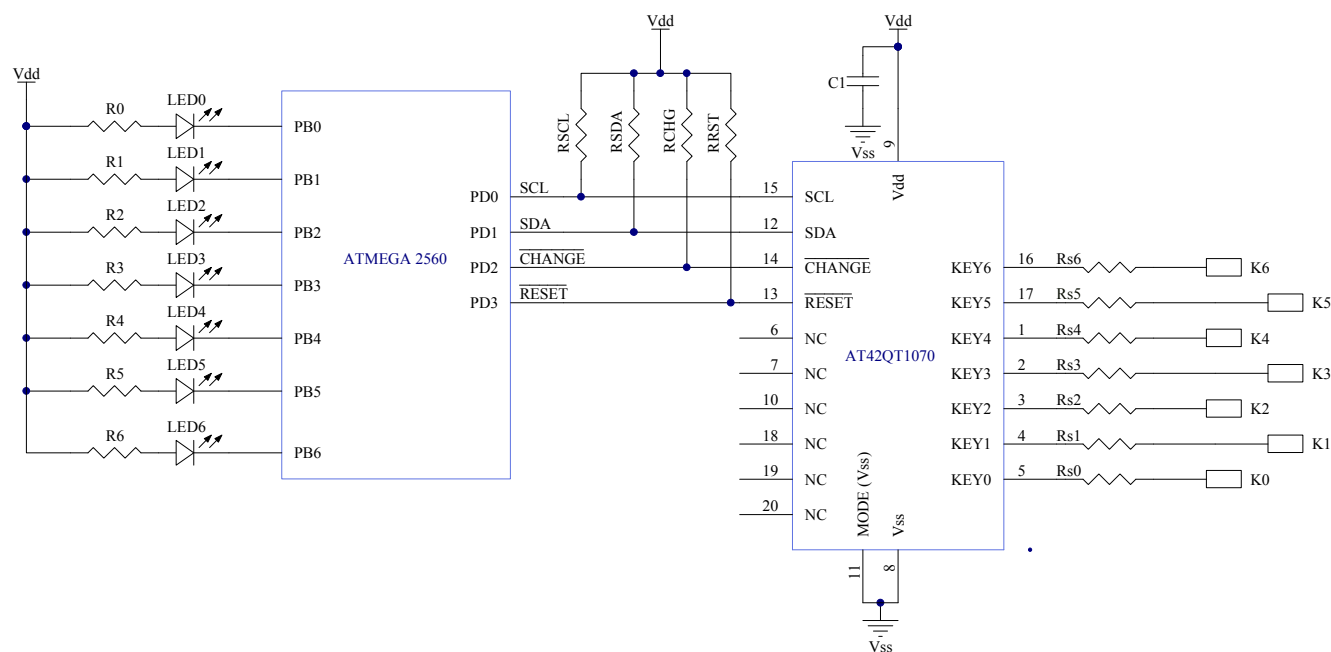 Vdd
R0 LED0 PB0
R1 LED1 PB1
R2 LED2 PB2
R3 LED3 PB3
R4 LED4 PB4
R5 LED5 PB5
R6 LED6 PB6
ATMEGA 2560
PD0 SCL
PD1 SDA
PD2 CHANGE
PD3 RESET
Vdd
RSCL
RSDA
RCHG
RRST
Vdd
C1
Vss
9
Vdd
15 SCL
12 SDA
14 CHANGE
13 RESET
6 NC
7 NC
10 NC
18 NC
19 NC
20 NC
AT42QT1070
KEY6 16 Rs6 K6
KEY5 17 Rs5 K5
KEY4 1 Rs4 K4
KEY3 2 Rs3 K3
KEY2 3 Rs2 K2
KEY1 4 Rs1 K1
KEY0 5 Rs0 K0
MODE (Vss)
Vss
11
8
Vss